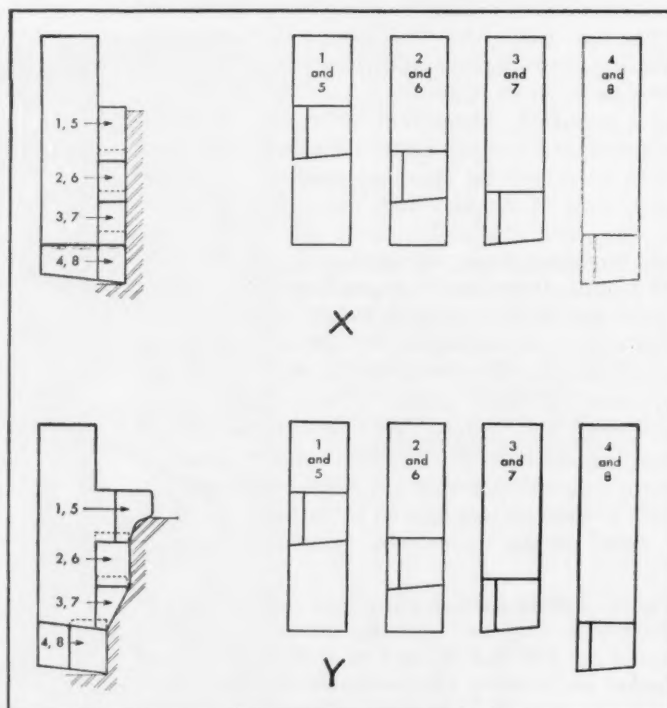 1 and 5
2 and 6
3 and 7
4 and 8
1, 5
2, 6
3, 7
4, 8
X
1 and 5
2 and 6
3 and 7
4 and 8
1, 5
2, 6
3, 7
4, 8
Y